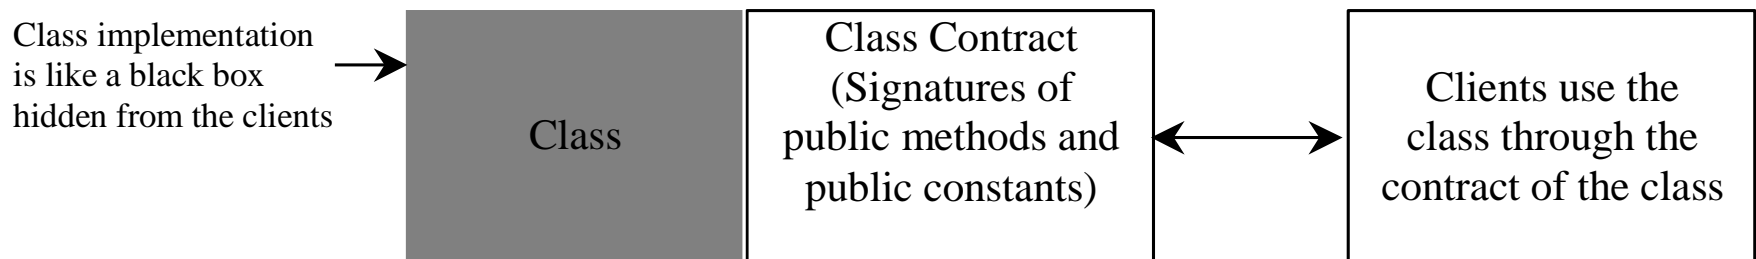 Class implementation
is like a black box
hidden from the clients
Class
Class Contract
(Signatures of
public methods and
public constants)
Clients use the
class through the
contract of the class